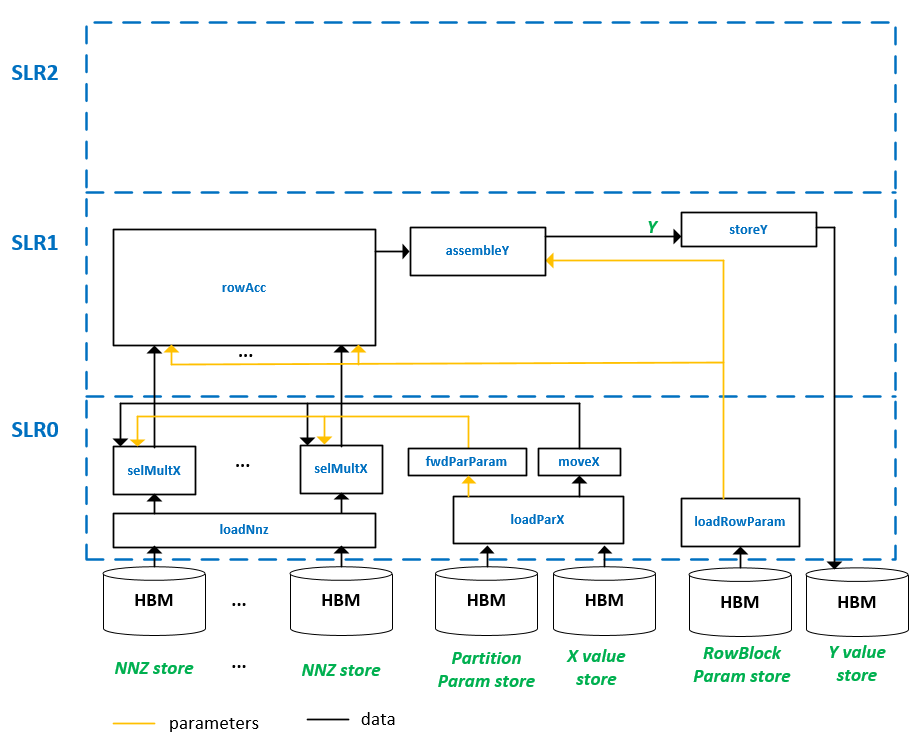 SLR2
SLR1
rowAcc
assembleY
Y
storeY
...
SLR0
selMultX
...
selMultX
fwdParParam
moveX
loadNnz
loadParX
loadRowParam
HBM
...
HBM
HBM
HBM
HBM
HBM
NNZ store
...
NNZ store
Partition
Param store
X value
store
RowBlock
Param store
Y value
store
parameters
data